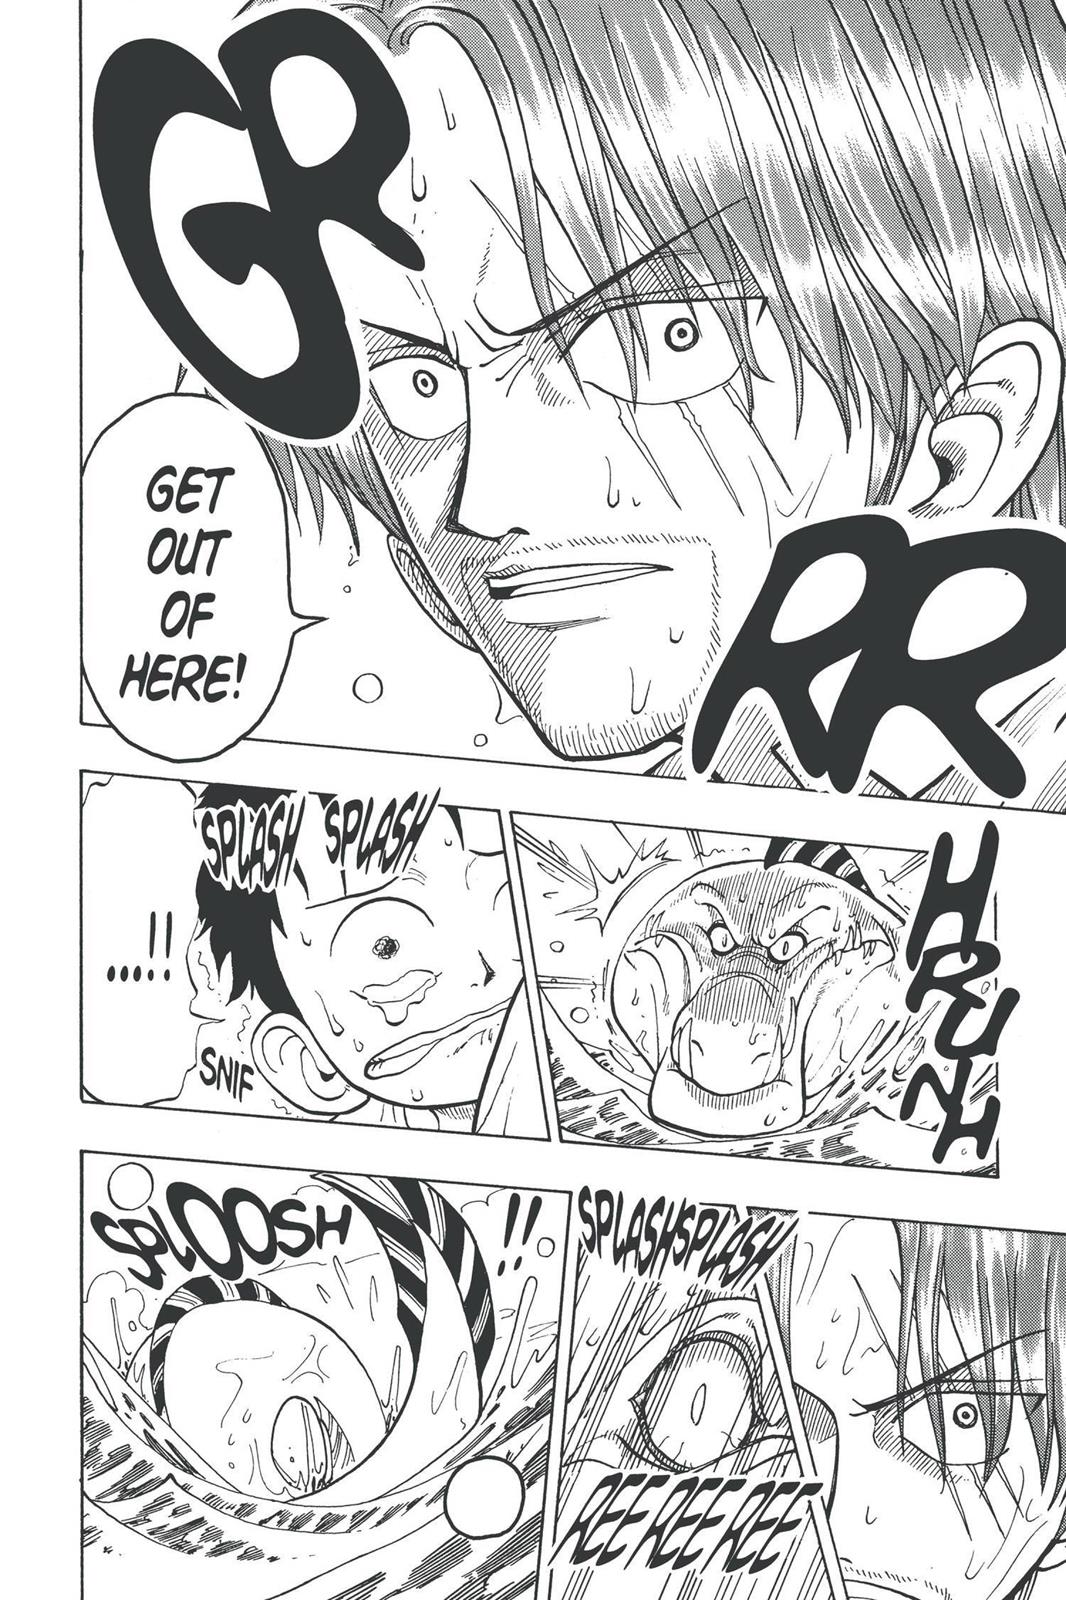 GR
RR
GET
OUT
OF
HERE!
HRUNH
SPLASH SPLASH
...!!
SNIF
SPLASHSPLASH
REE REE REE
!!
SPLOOSH